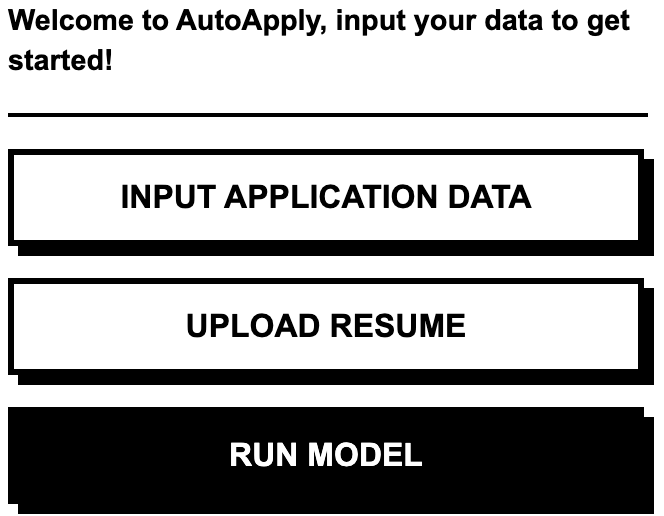 Welcome to AutoApply, input your data to get
started!
INPUT APPLICATION DATA
UPLOAD RESUME
RUN MODEL